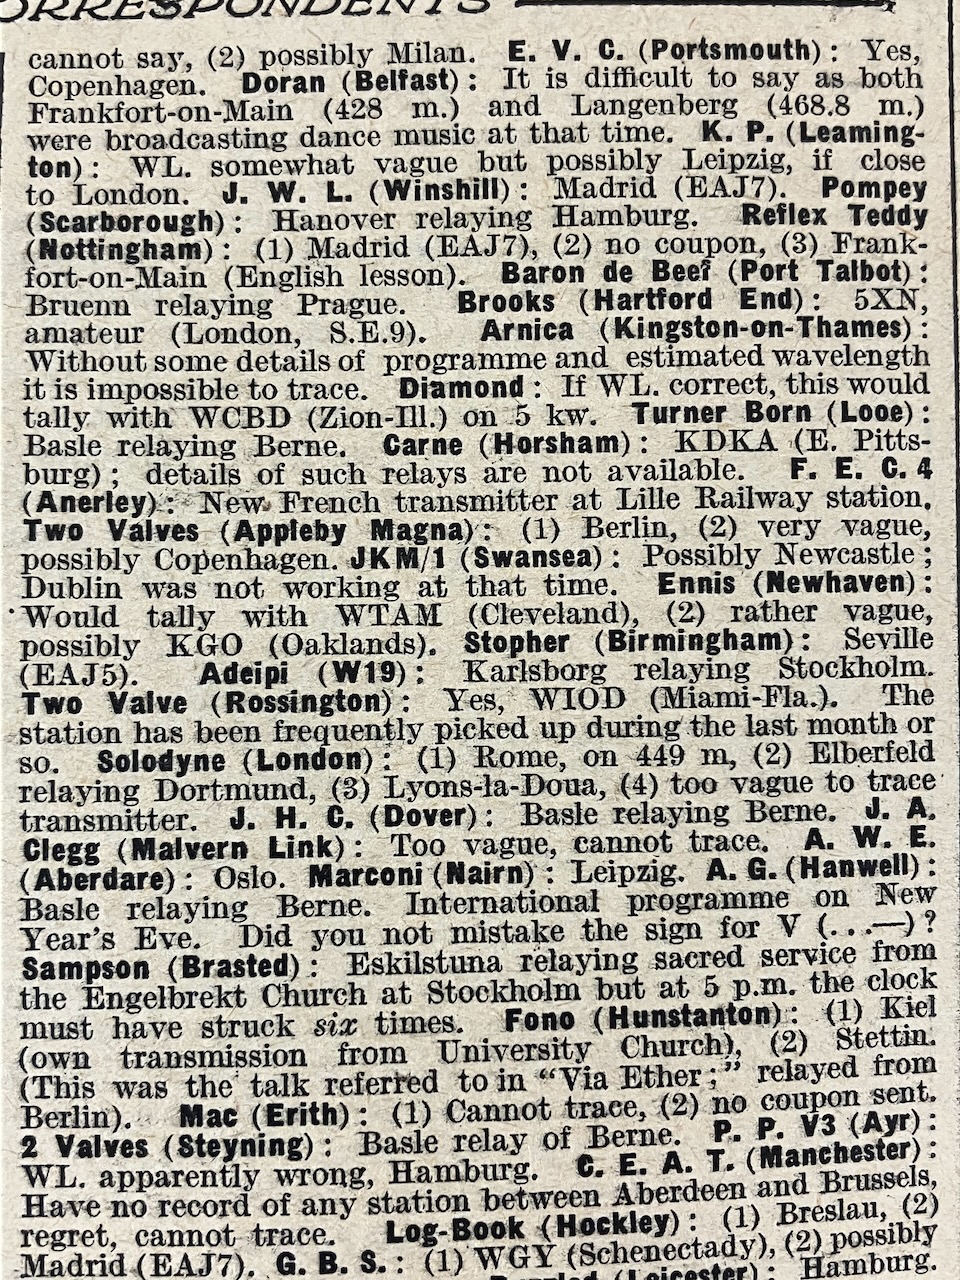 ORRESPONDENTS
cannot say, (2) possibly Milan. E. V. C. (Portsmouth): Yes,
Copenhagen. Doran (Belfast): It is difficult to say as both
Frankfort-on-Main (428 m.) and Langenberg (468.8 m.)
were broadcasting dance music at that time. K. P. (Leaming-
ton): WL. somewhat vague but possibly Leipzig, if close
to London. J. W. L. (Winshill): Madrid (EAJ7). Pompey
(Scarborough): Hanover relaying Hamburg. Reflex Teddy
(Nottingham): (1) Madrid (EAJ7), (2) no coupon, (3) Frank-
fort-on-Main (English lesson). Baron de Beef (Port Talbot):
Bruenn relaying Prague. Brooks (Hartford End): 5XN,
amateur (London, S.E.9). Arnica (Kingston-on-Thames):
Without some details of programme and estimated wavelength
it is impossible to trace. Diamond: If WL. correct, this would
tally with WCBD (Zion-Ill.) on 5 kw. Turner Born (Looe):
Basle relaying Berne. Carne (Horsham): KDKA (E. Pitts-
burg); details of such relays are not available. F. E. C. 4
(Anerley): New French transmitter at Lille Railway station.
Two Valves (Appleby Magna): (1) Berlin, (2) very vague,
possibly Copenhagen. JKM/1 (Swansea): Possibly Newcastle;
Dublin was not working at that time. Ennis (Newhaven):
Would tally with WTAM (Cleveland), (2) rather vague,
possibly KGO (Oaklands). Stopher (Birmingham): Seville
(EAJ5). Adeipi (W19): Karlsborg relaying Stockholm.
Two Valve (Rossington): Yes, WIOD (Miami-Fla.). The
station has been frequently picked up during the last month or
so. Solodyne (London): (1) Rome, on 449 m, (2) Elberfeld
relaying Dortmund, (3) Lyons-la-Doua, (4) too vague to trace
transmitter. J. H. C. (Dover): Basle relaying Berne. J. A.
Clegg (Malvern Link): Too vague, cannot trace. A. W. E.
(Aberdare): Oslo. Marconi (Nairn): Leipzig. A. G. (Hanwell):
Basle relaying Berne. International programme on New
Year's Eve. Did you not mistake the sign for V (...—)?
Sampson (Brasted): Eskilstuna relaying sacred service from
the Engelbrekt Church at Stockholm but at 5 p.m. the clock
must have struck six times. Fono (Hunstanton): (1) Kiel
(own transmission from University Church), (2) Stettin.
(This was the talk referred to in "Via Ether;" relayed from
Berlin). Mac (Erith): (1) Cannot trace, (2) no coupon sent.
2 Valves (Steyning): Basle relay of Berne. P. P. V3 (Ayr):
WL. apparently wrong, Hamburg. C. E. A. T. (Manchester):
Have no record of any station between Aberdeen and Brussels,
regret, cannot trace. Log-Book (Hockley): (1) Breslau, (2)
Madrid (EAJ7). G. B. S.: (1) WGY (Schenectady), (2) possibly
(Leicester): Hamburg.